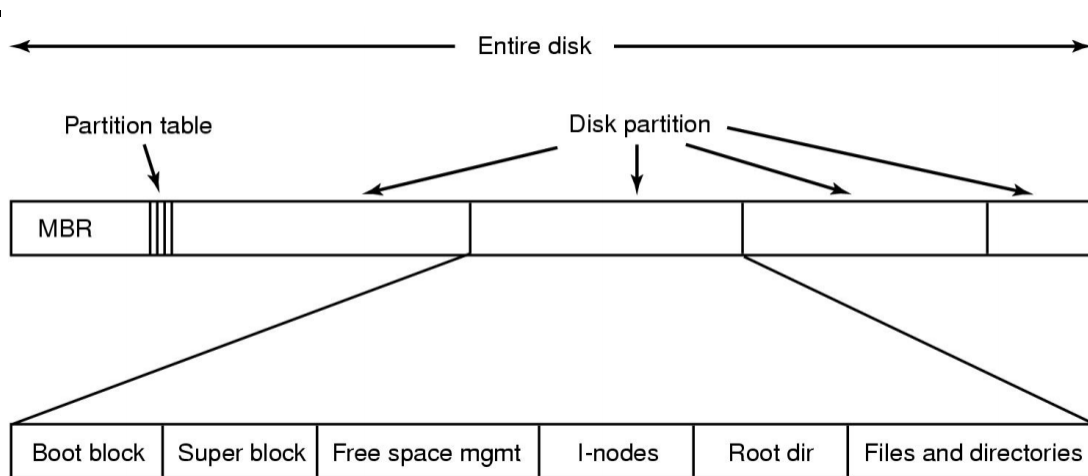 Entire disk
Partition table
Disk partition
MBR
Boot block
Super block
Free space mgmt
I-nodes
Root dir
Files and directories